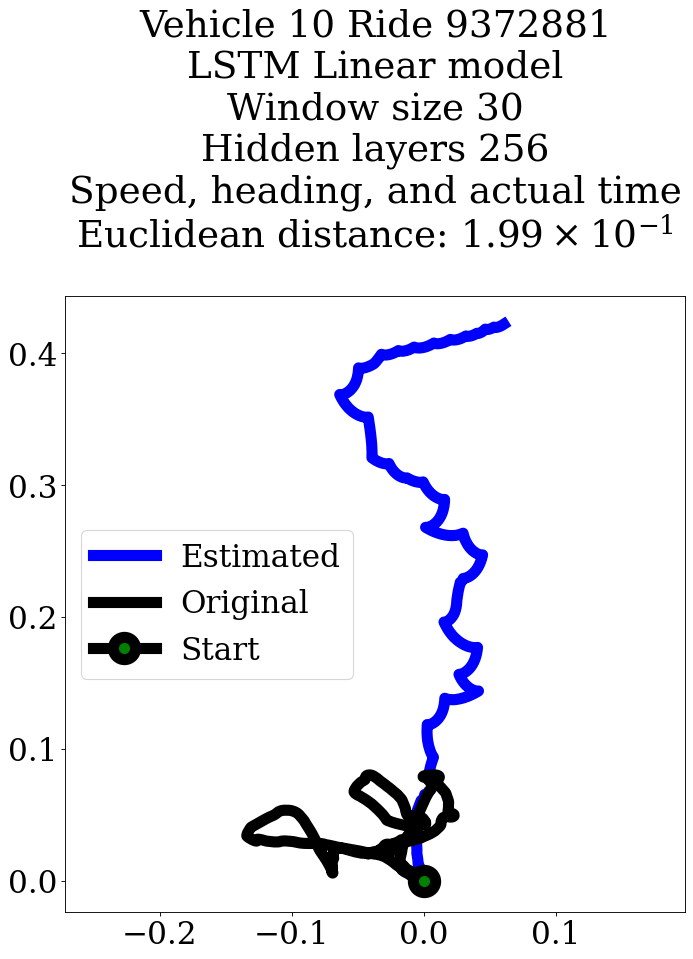 Vehicle 10 Ride 9372881
LSTM Linear model
Window size 30
Hidden layers 256
Speed, heading, and actual time
Euclidean distance: 1.99 × 10⁻¹
0.4
0.3
Estimated
Original
0.2
Start
0.1
0.0
−0.2 −0.1 0.0 0.1